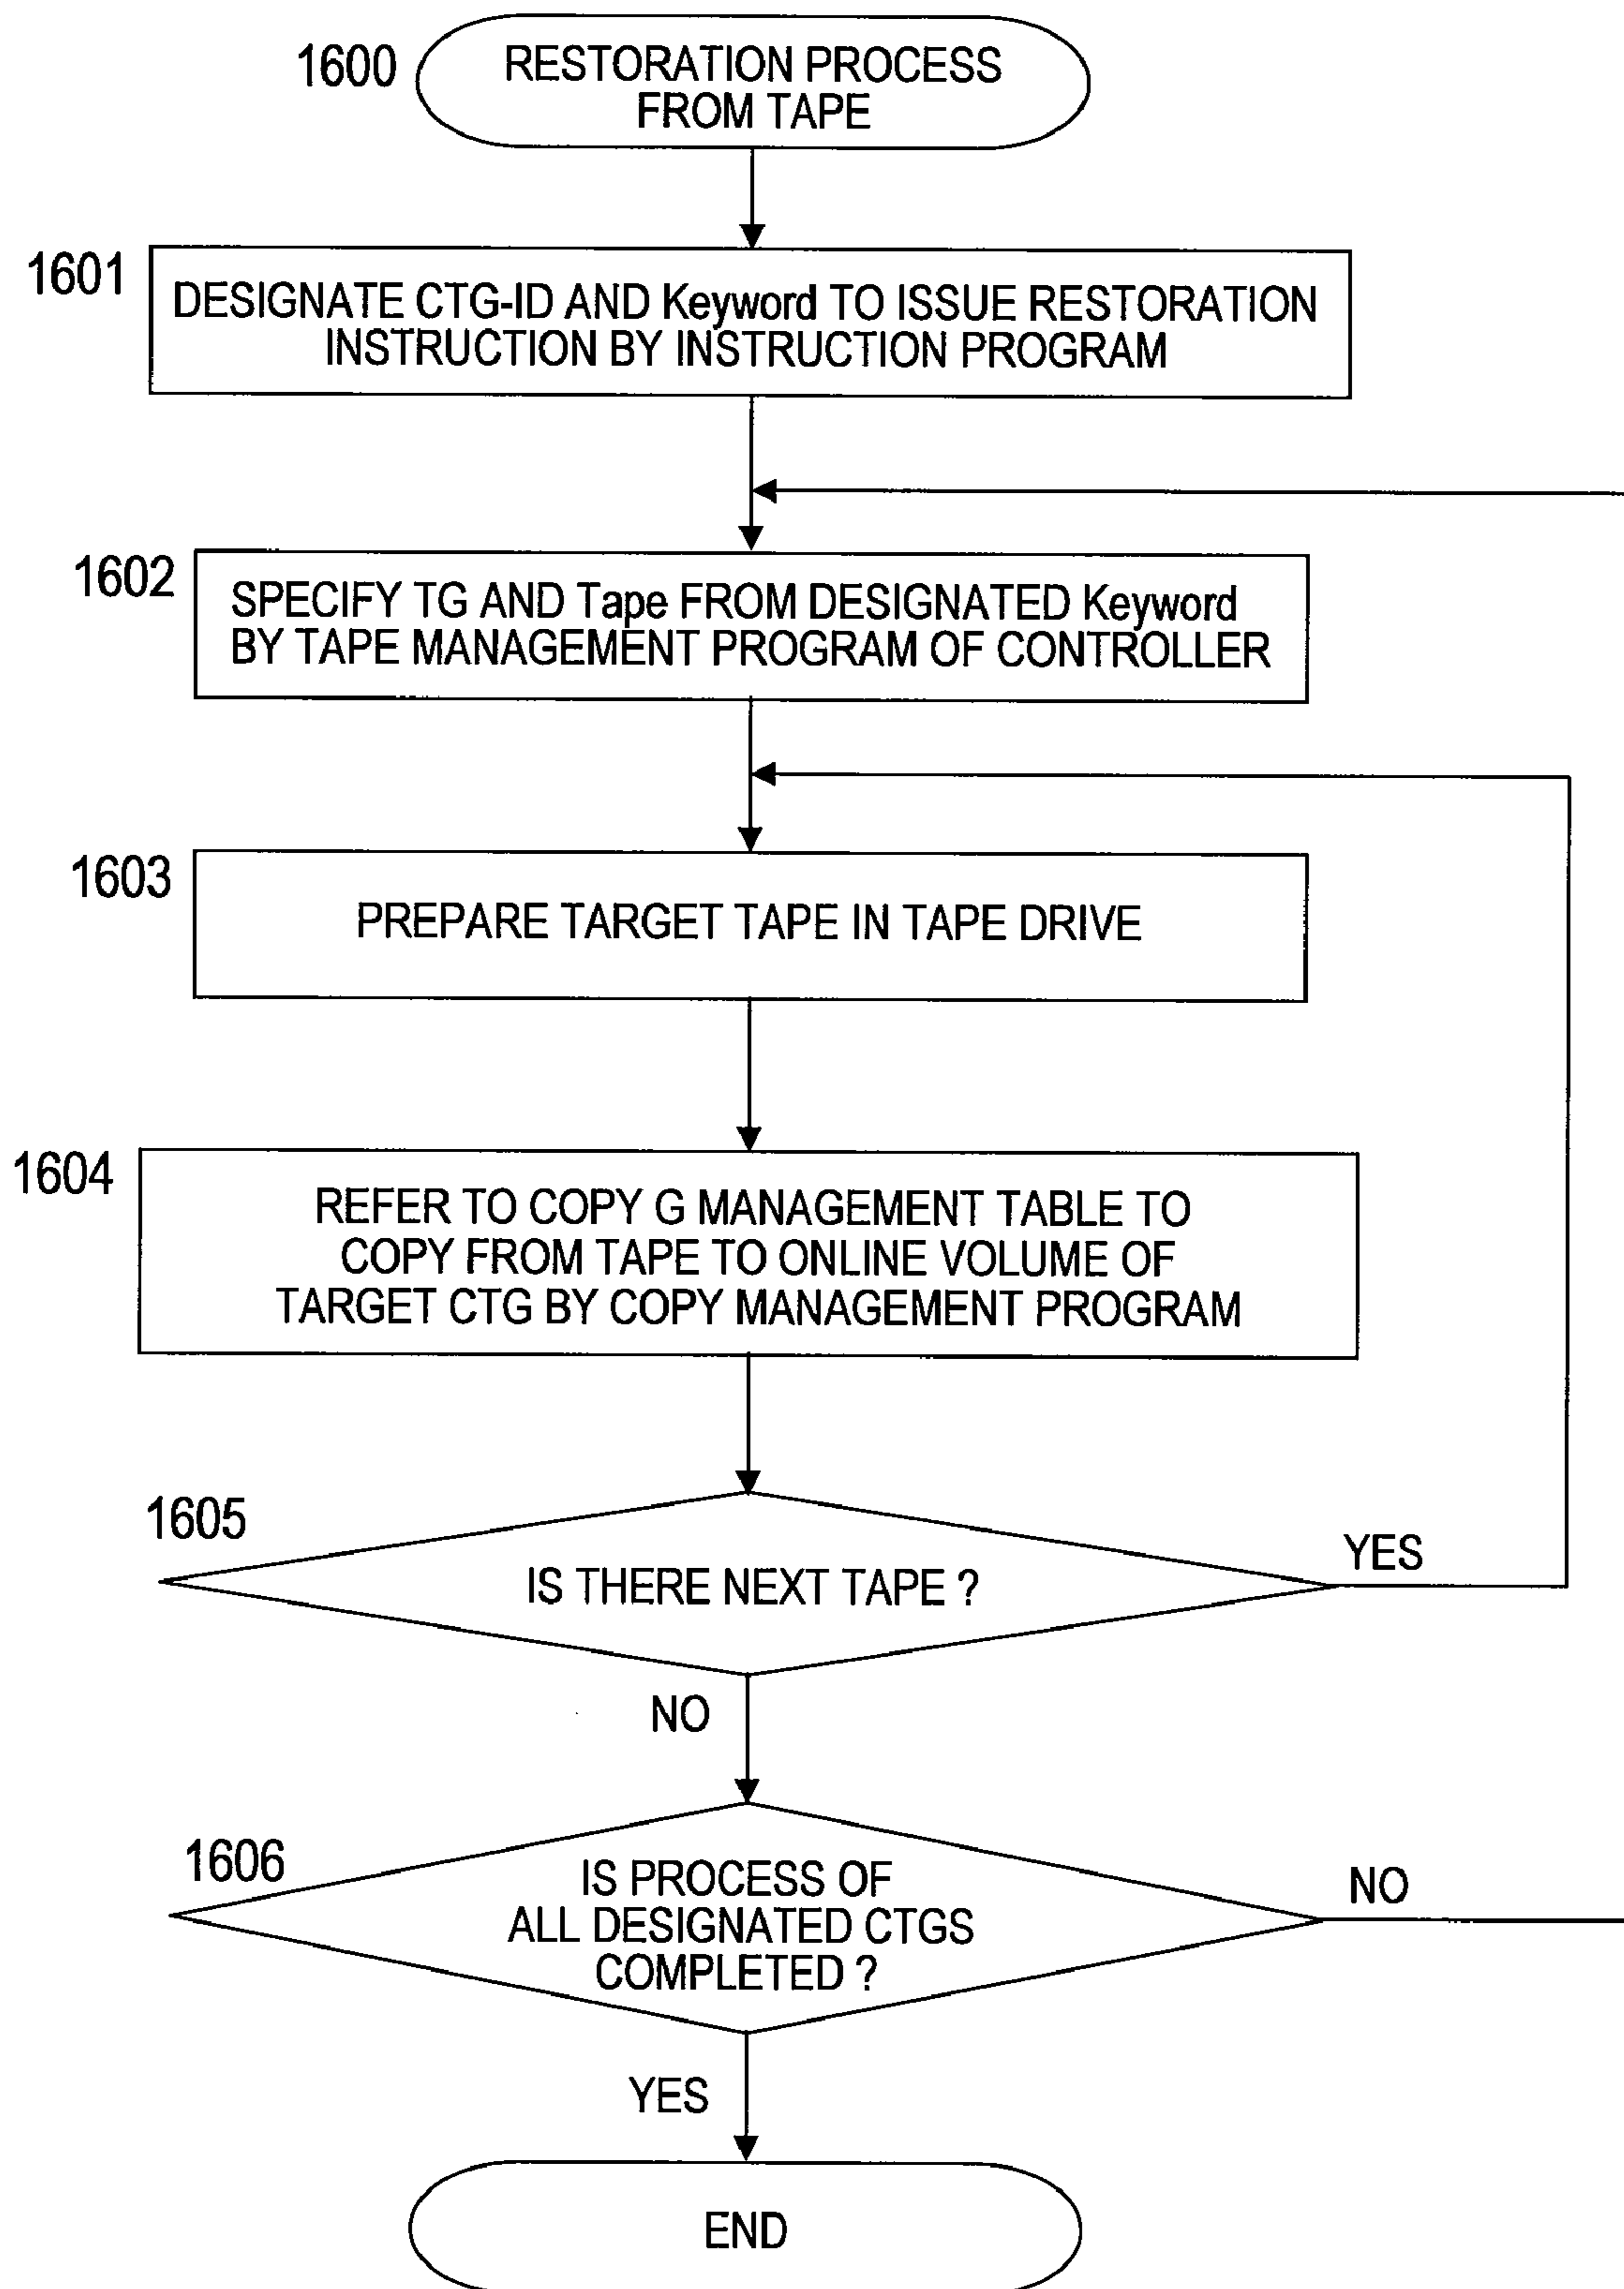 1600
RESTORATION PROCESS
FROM TAPE
1601
DESIGNATE CTG-ID AND Keyword TO ISSUE RESTORATION
INSTRUCTION BY INSTRUCTION PROGRAM
1602
SPECIFY TG AND Tape FROM DESIGNATED Keyword
BY TAPE MANAGEMENT PROGRAM OF CONTROLLER
1603
PREPARE TARGET TAPE IN TAPE DRIVE
1604
REFER TO COPY G MANAGEMENT TABLE TO
COPY FROM TAPE TO ONLINE VOLUME OF
TARGET CTG BY COPY MANAGEMENT PROGRAM
1605
IS THERE NEXT TAPE ?
YES
NO
1606
IS PROCESS OF
ALL DESIGNATED CTGS
COMPLETED ?
NO
YES
END